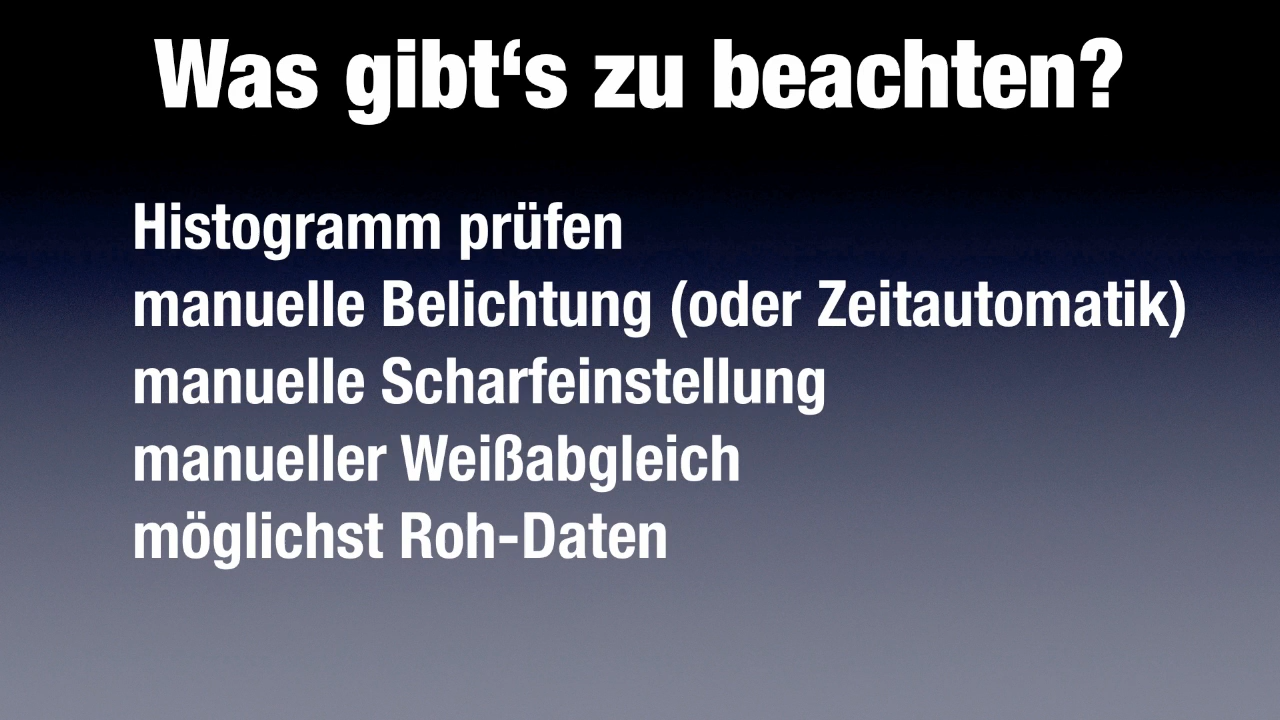 Was gibt‘s zu beachten?
Histogramm prüfen
manuelle Belichtung (oder Zeitautomatik)
manuelle Scharfeinstellung
manueller Weißabgleich
möglichst Roh-Daten